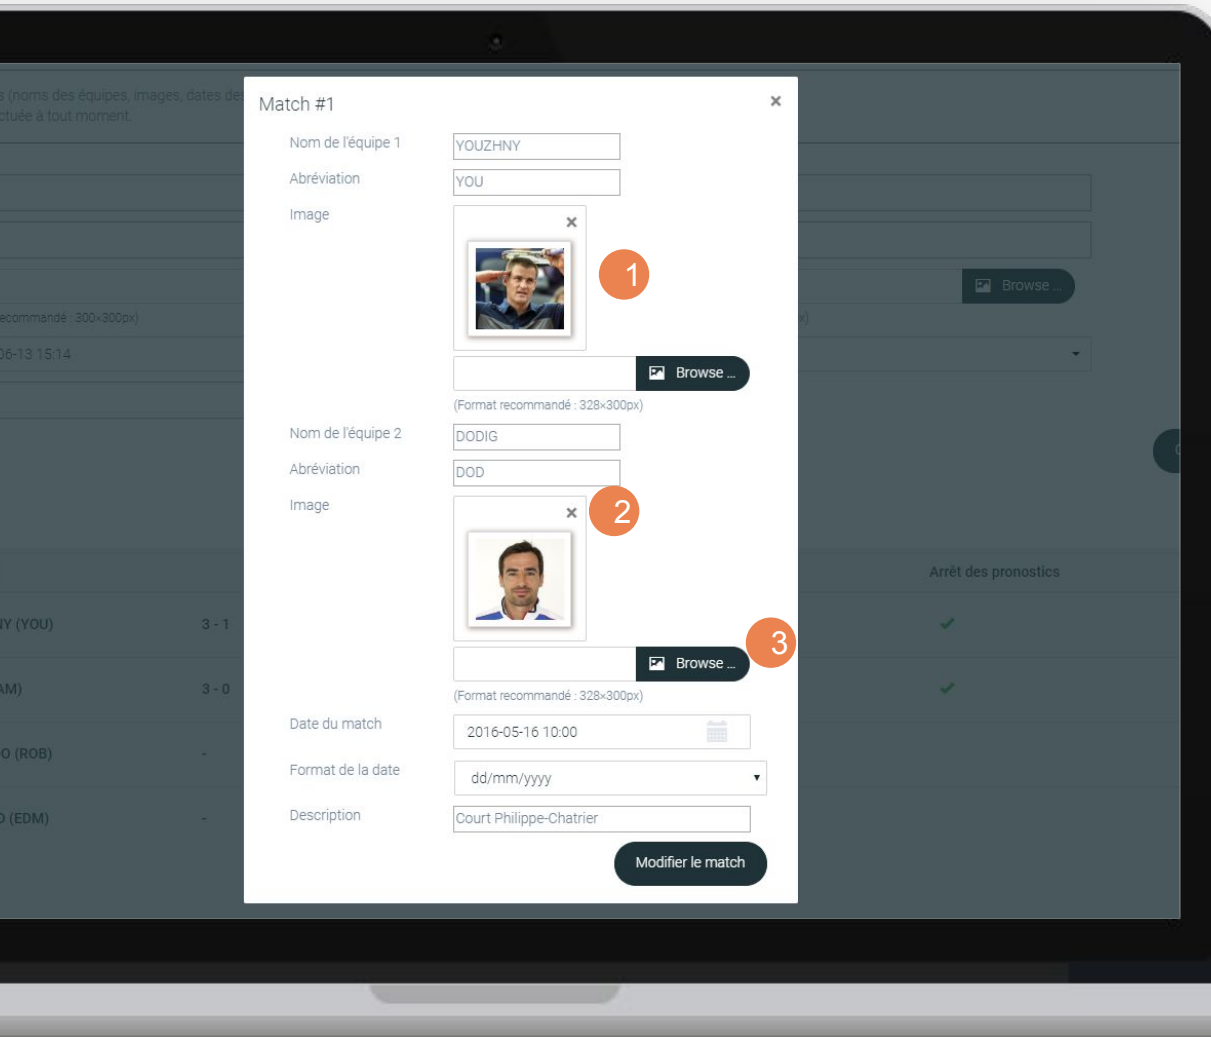 s (noms des équipes, images, dates de
ctuée à tout moment.
Match #1
Nom de l'équipe 1
YOUZHNY
Abréviation
YOU
Image
1
Browse ...
(Format recommandé : 328×300px)
Nom de l'équipe 2
DODIG
Abréviation
DOD
Image
2
3
Browse ...
(Format recommandé : 328×300px)
Date du match
2016-05-16 10:00
Format de la date
dd/mm/yyyy
Description
Court Philippe-Chatrier
Modifier le match
Browse ...
ecommandé : 300×300px)
x)
06-13 15:14
Arrêt des pronostics
NY (YOU) 3 - 1
AM) 3 - 0
O (ROB) -
D (EDM) -